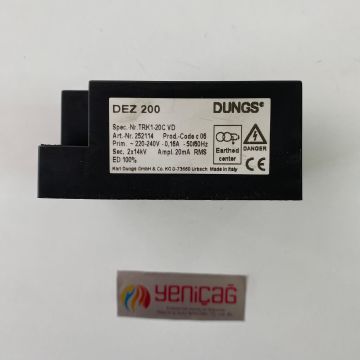 DEZ 200
DUNGS®
Spec.-Nr.TRK1-20C VD
Art.-Nr. 252114 Prod.-Code c 06
Prim. ~ 220-240V -0,16A - 50/60Hz
Sec. 2x14kV Ampl. 20mA RMS
ED 100%
Earthed
center
DANGER
Karl Dungs GmbH & Co. KG D-73660 Urbach Made in Italy
YENİÇAĞ